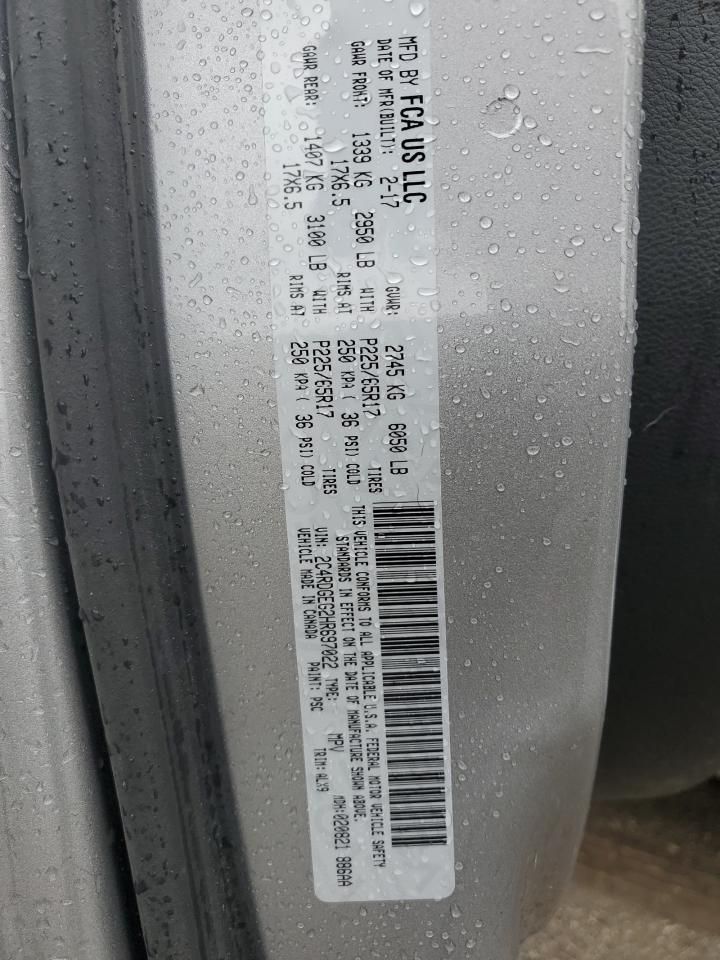 MFD BY FCA US LLC
DATE OF MFR(BUILT): 2-17 GVWR: 2745 KG 6050 LB
GAWR FRONT: 1339 KG 2950 LB WITH P225/65R17 TIRES
17X6.5 RIMS AT 250 KPA ( 36 PSI) COLD
GAWR REAR: 1407 KG 3100 LB WITH P225/65R17 TIRES
17X6.5 RIMS AT 250 KPA ( 36 PSI) COLD
THIS VEHICLE CONFORMS TO ALL APPLICABLE U.S.A. FEDERAL MOTOR VEHICLE SAFETY
STANDARDS IN EFFECT ON THE DATE OF MANUFACTURE SHOWN ABOVE.
VIN: 2C4RDGEG2HR697022 TYPE: MPV MDH:020821 886AA
VEHICLE MADE IN CANADA PAINT: PSC TRIM: ALX9